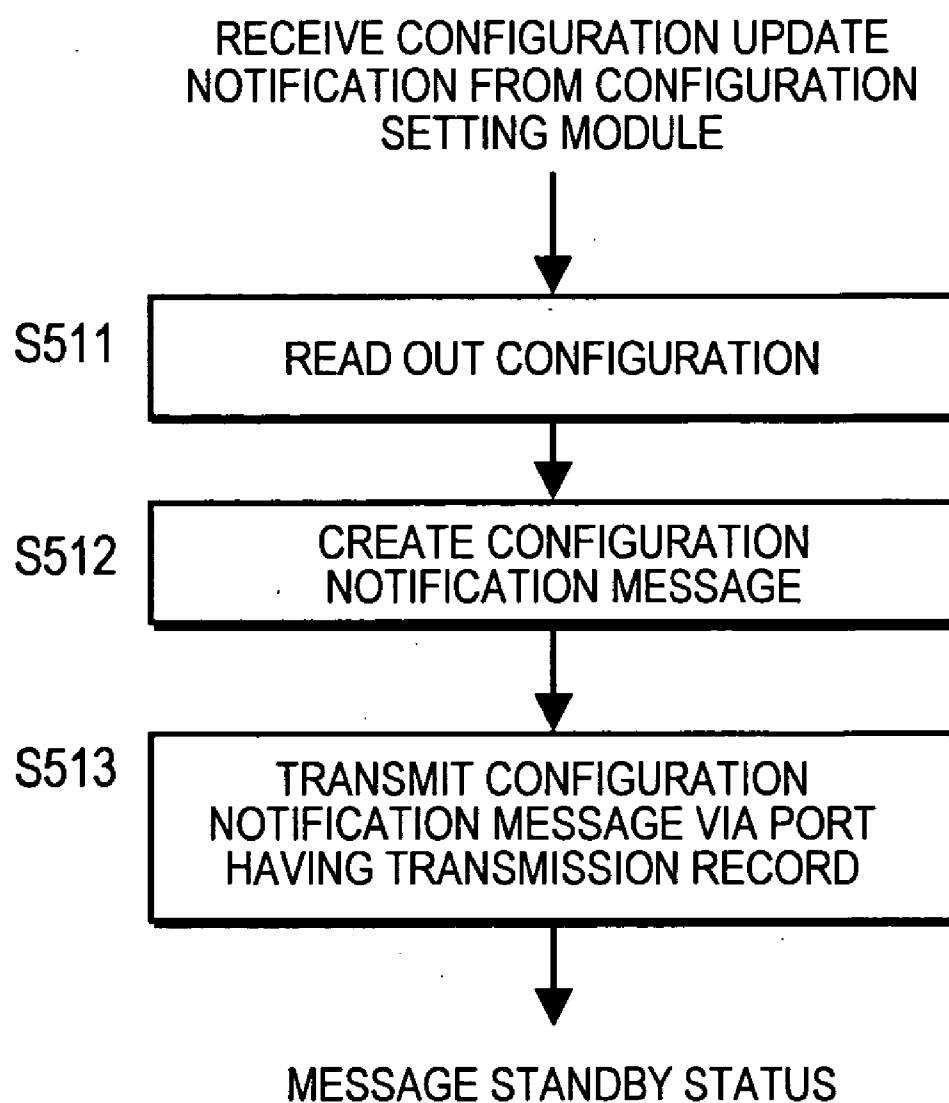 RECEIVE CONFIGURATION UPDATE
NOTIFICATION FROM CONFIGURATION
SETTING MODULE
S511
READ OUT CONFIGURATION
S512
CREATE CONFIGURATION
NOTIFICATION MESSAGE
S513
TRANSMIT CONFIGURATION
NOTIFICATION MESSAGE VIA PORT
HAVING TRANSMISSION RECORD
MESSAGE STANDBY STATUS